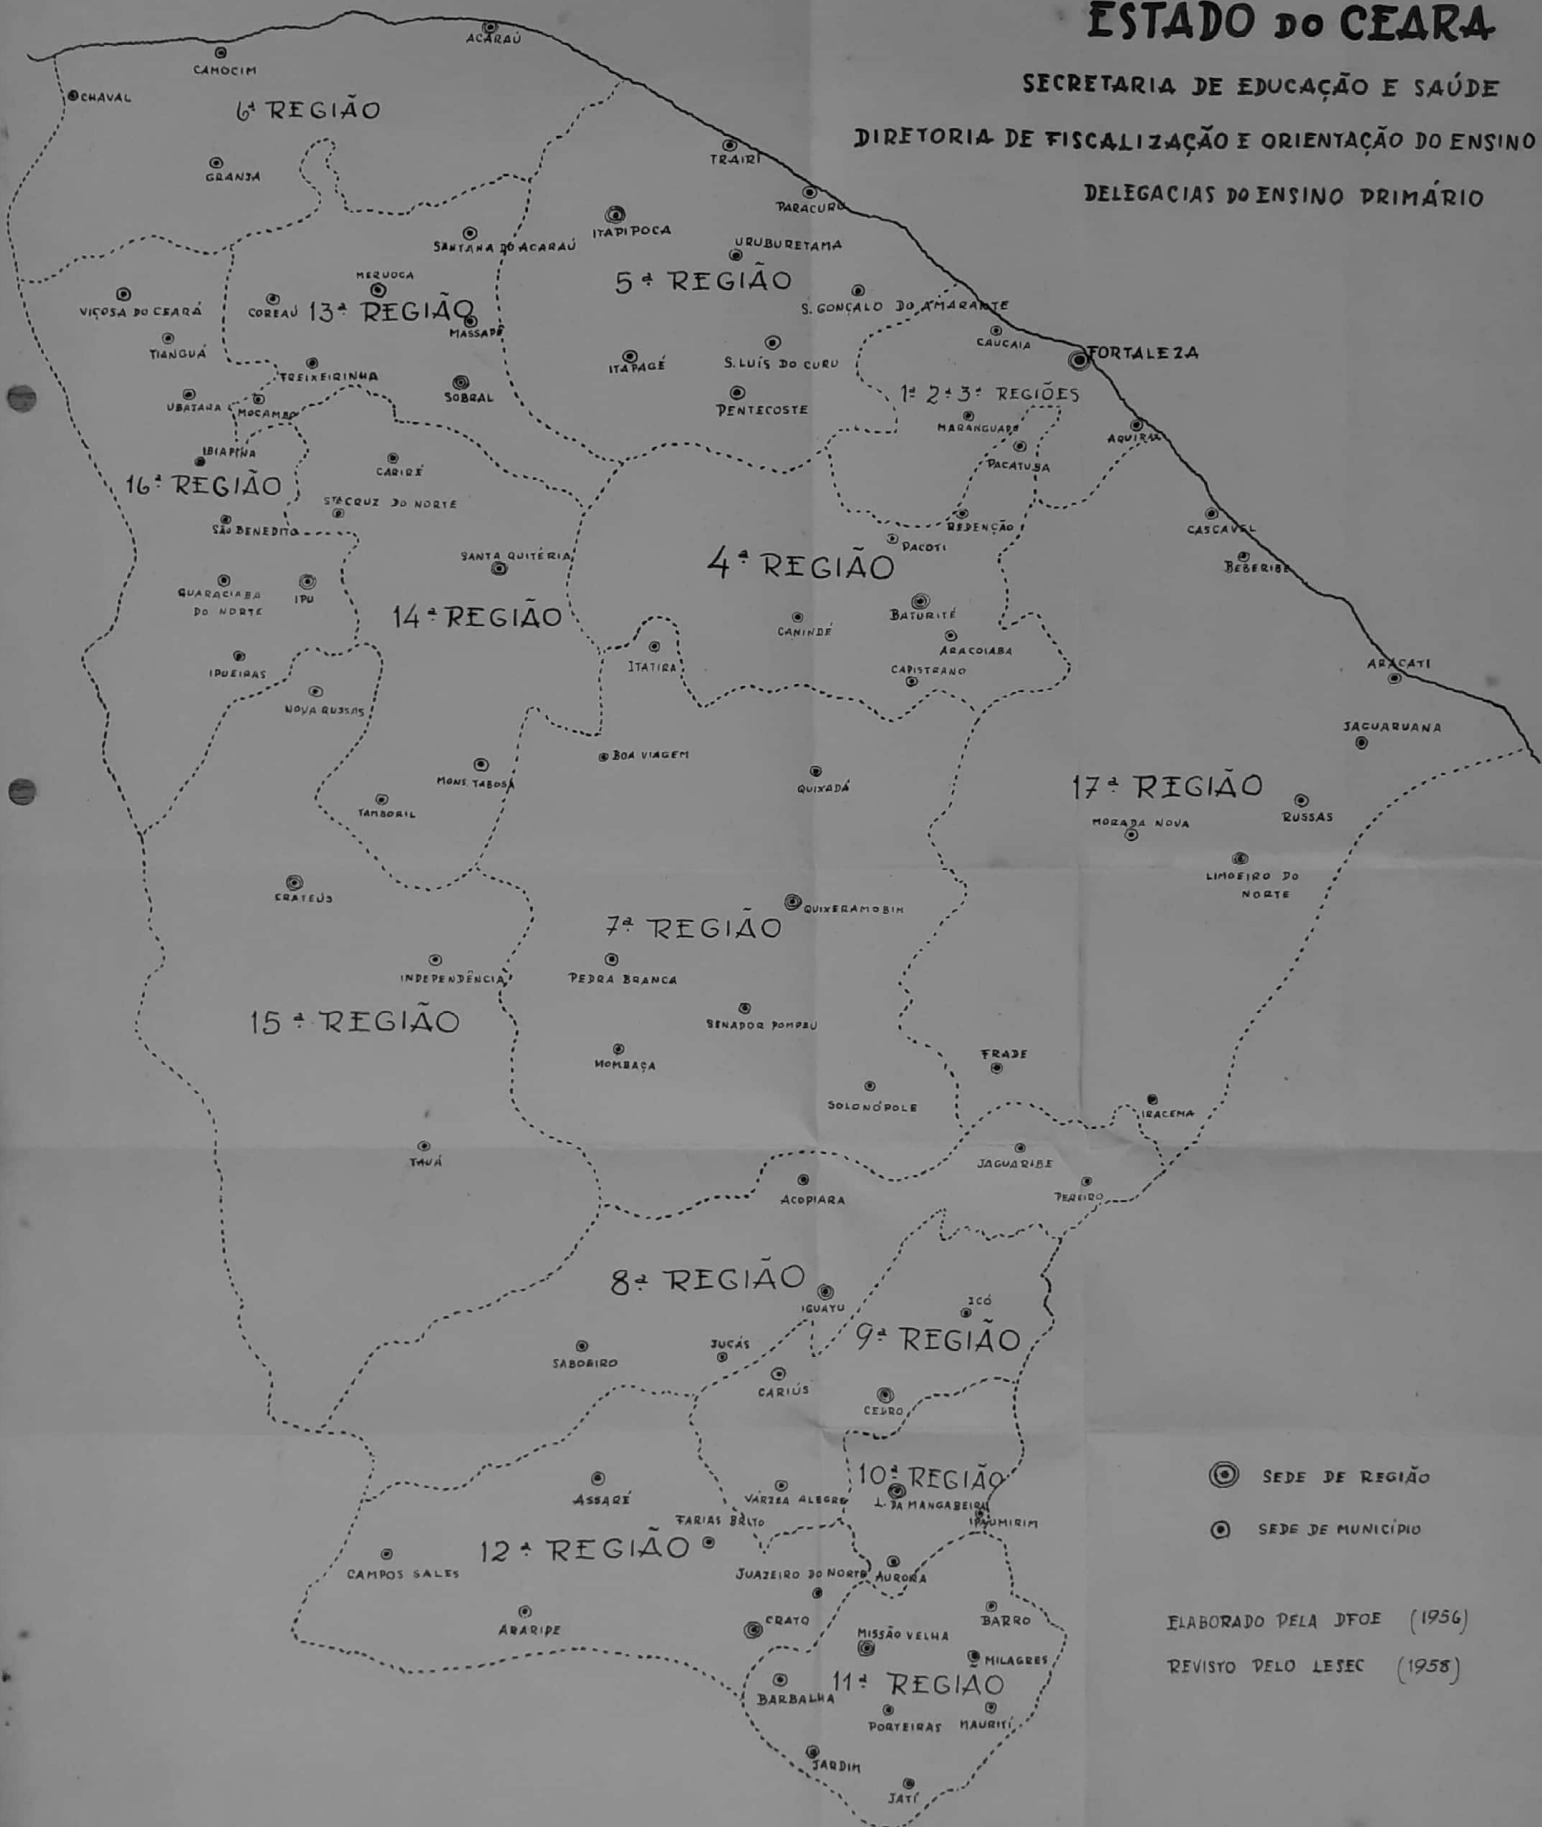 ESTADO DO CEARA
SECRETARIA DE EDUCAÇÃO E SAÚDE
DIRETORIA DE FISCALIZAÇÃO E ORIENTAÇÃO DO ENSINO
DELEGACIAS DO ENSINO PRIMÁRIO
ACARAÚ
CAMOCIM
CHAVAL
6ª REGIÃO
GRANJA
TRAIRÍ
PARACURU
ITAPIPOCA
SANTANA DO ACARAÚ
URUBURETAMA
5ª REGIÃO
MERUOCA
VIÇOSA DO CEARÁ
COREAÚ
13ª REGIÃO
MASSAPÊ
S. GONÇALO DO AMARANTE
CAUCAIA
FORTALEZA
TIANGUÁ
FREIXEIRINHA
ITAPAGÉ
S. LUÍS DO CURU
SOBRAL
1ª 2ª 3ª REGIÕES
UBAJARA
MOCAMBO
PENTECOSTE
MARANGUAPE
AQUIRAZ
IBIAPINA
CARIRÉ
PACATUBA
16ª REGIÃO
STA CRUZ DO NORTE
SÃO BENEDITO
REDENÇÃO
CASCAVEL
PACOTI
SANTA QUITÉRIA
4ª REGIÃO
BEBERIBE
GUARACIABA
DO NORTE
IPU
14ª REGIÃO
CANINDÉ
BATURITÉ
ARACOIABA
IPUEIRAS
ITATIRA
CAPISTRANO
ARACATI
NOVA RUSSAS
JAGUARUANA
BOA VIAGEM
MONS. TABOSA
QUIXADÁ
17ª REGIÃO
TAMBORIL
MORADA NOVA
RUSSAS
LIMOEIRO DO
NORTE
CRATEÚS
QUIXERAMOBIM
7ª REGIÃO
INDEPENDÊNCIA
PEDRA BRANCA
15ª REGIÃO
SENADOR POMPEU
MOMBAÇA
FRADE
SOLONÓPOLE
IRACEMA
TAUÁ
JAGUARIBE
ACOPIARA
PEREIRO
8ª REGIÃO
IGUATU
ICÓ
9ª REGIÃO
SABOEIRO
JUCÁS
CARIÚS
CEDRO
10ª REGIÃO
SEDE DE REGIÃO
ASSARÉ
VÁRZEA ALEGRE
L. DA MANGABEIRA
FARIAS BRITO
IPAUMIRIM
SEDE DE MUNICÍPIO
12ª REGIÃO
CAMPOS SALES
JUAZEIRO DO NORTE
AURORA
BARRO
CRATO
ARARIPE
MISSÃO VELHA
ELABORADO PELA DFOE (1956)
MILAGRES
REVISTO PELO LESEC (1958)
11ª REGIÃO
BARBALHA
PORTEIRAS
MAURITÍ
JARDIM
JATÍ